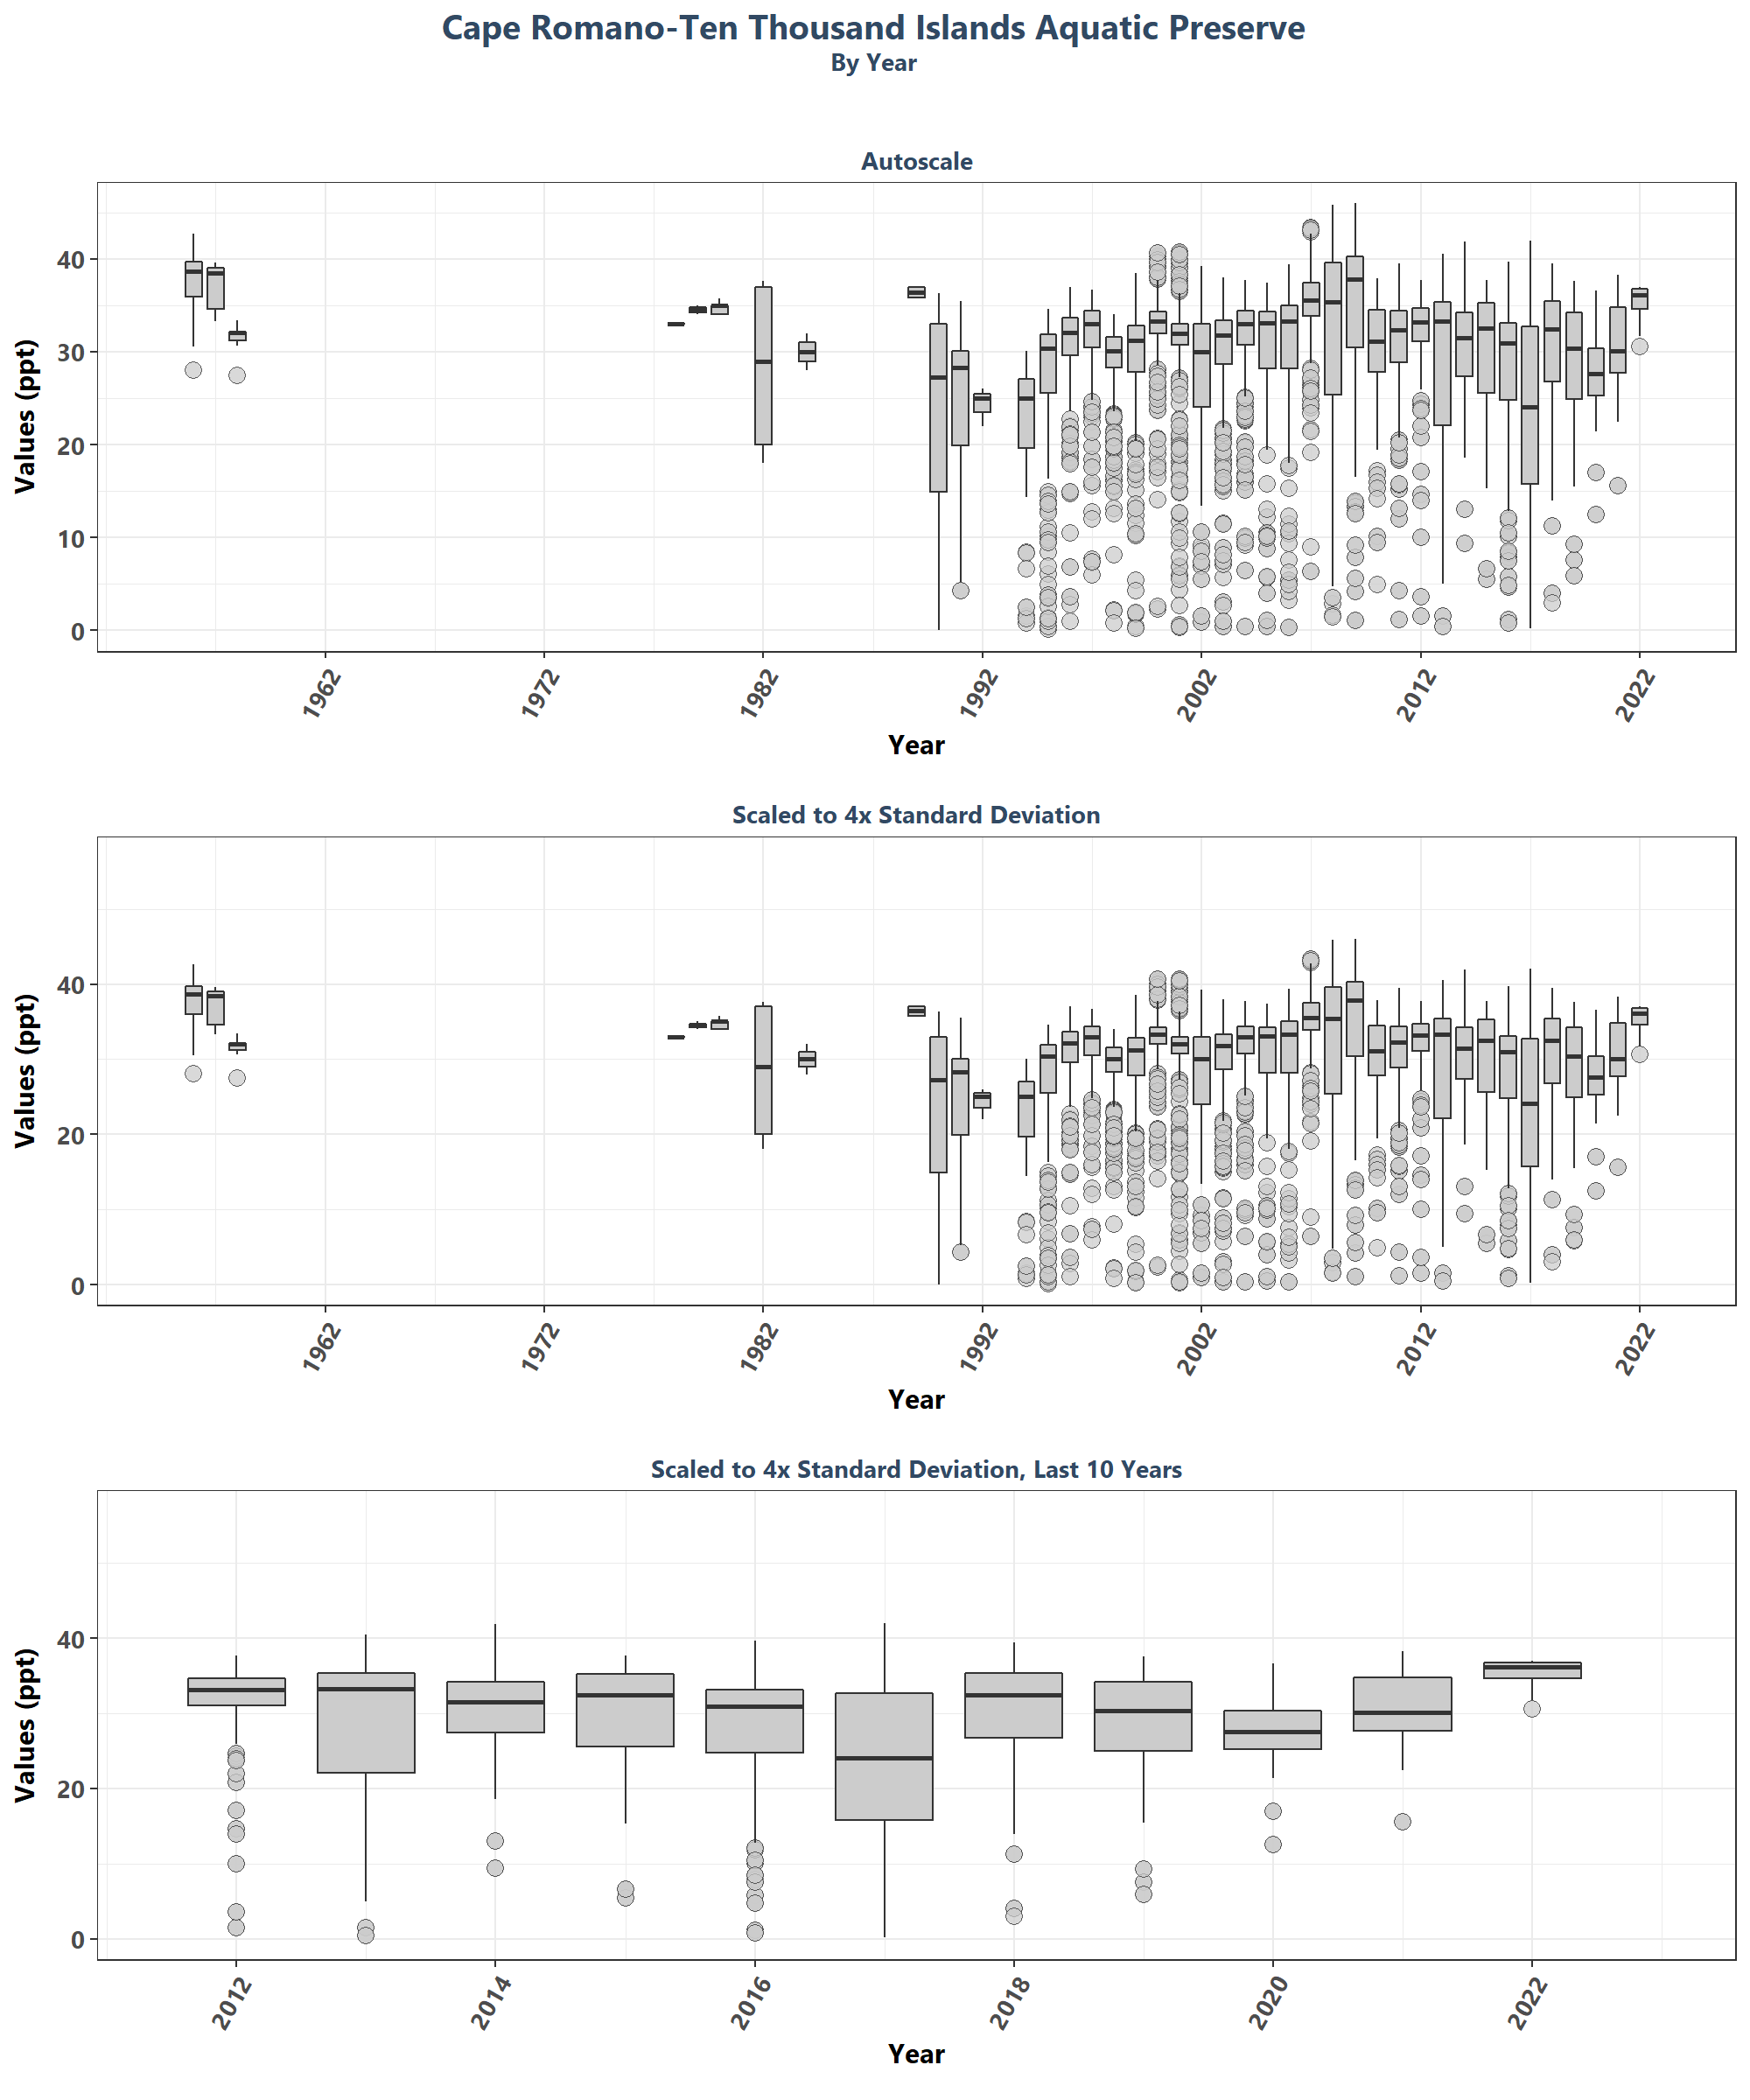 Cape Romano-Ten Thousand Islands Aquatic Preserve
By Year
Autoscale
Values (ppt)
40
30
20
10
0
1962 1972 1982 1992 2002 2012 2022
Year
Scaled to 4x Standard Deviation
Values (ppt)
40
20
0
1962 1972 1982 1992 2002 2012 2022
Year
Scaled to 4x Standard Deviation, Last 10 Years
Values (ppt)
40
20
0
2012 2014 2016 2018 2020 2022
Year